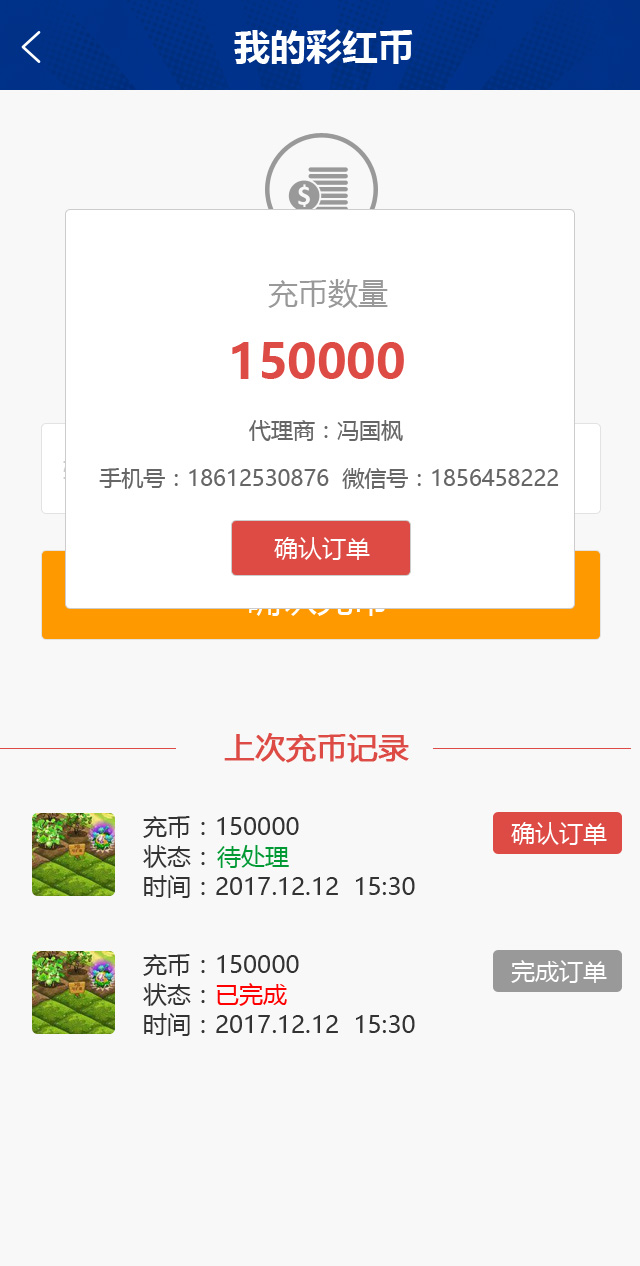 我的彩红币
充币数量
150000
代理商：冯国枫
手机号：18612530876 微信号：1856458222
确认订单
上次充币记录
充币：150000
确认订单
状态：待处理
时间：2017.12.12 15:30
充币：150000
完成订单
状态：已完成
时间：2017.12.12 15:30